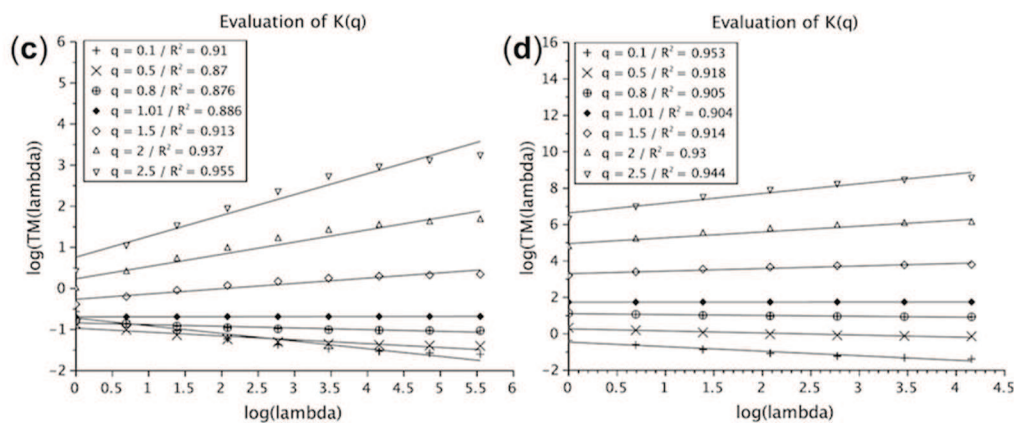 Evaluation of K(q)
(c)
q = 0.1 / R² = 0.91
q = 0.5 / R² = 0.87
q = 0.8 / R² = 0.876
q = 1.01 / R² = 0.886
q = 1.5 / R² = 0.913
q = 2 / R² = 0.937
q = 2.5 / R² = 0.955
log(TM(lambda))
6
5
4
3
2
1
0
-1
-2
0 0.5 1 1.5 2 2.5 3 3.5 4 4.5 5 5.5 6
log(lambda)
Evaluation of K(q)
(d)
q = 0.1 / R² = 0.953
q = 0.5 / R² = 0.918
q = 0.8 / R² = 0.905
q = 1.01 / R² = 0.904
q = 1.5 / R² = 0.914
q = 2 / R² = 0.93
q = 2.5 / R² = 0.944
log(TM(lambda))
16
14
12
10
8
6
4
2
0
-2
0 0.5 1 1.5 2 2.5 3 3.5 4 4.5
log(lambda)